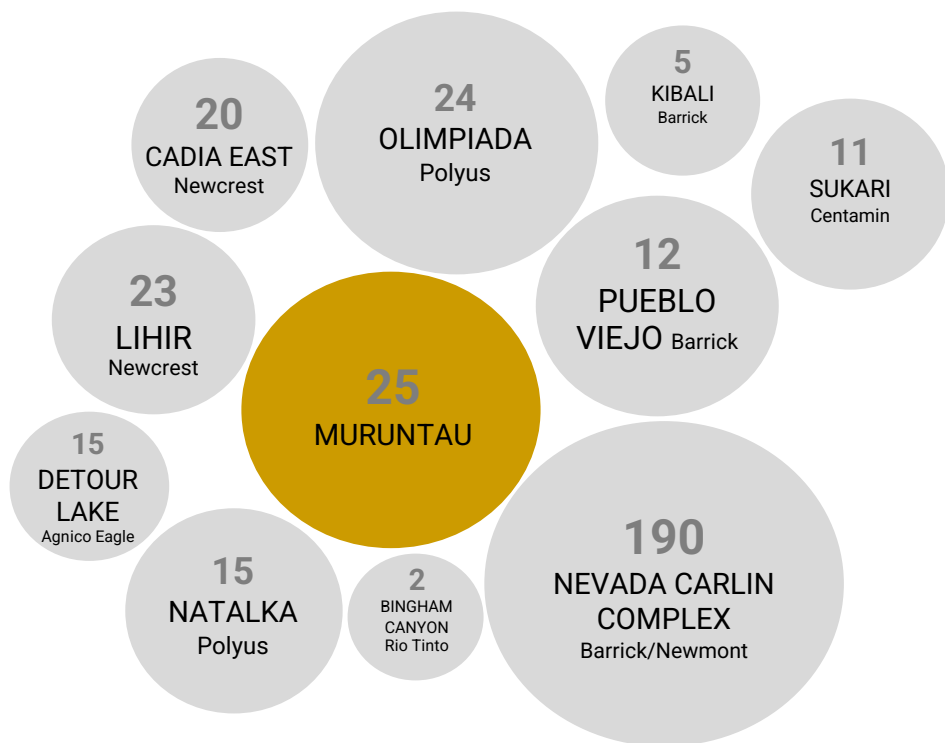 5
KIBALI
Barrick
20
CADIA EAST
Newcrest
24
OLIMPIADA
Polyus
11
SUKARI
Centamin
23
LIHIR
Newcrest
12
PUEBLO
VIEJO Barrick
25
MURUNTAU
15
DETOUR
LAKE
Agnico Eagle
190
NEVADA CARLIN
COMPLEX
Barrick/Newmont
15
NATALKA
Polyus
2
BINGHAM
CANYON
Rio Tinto